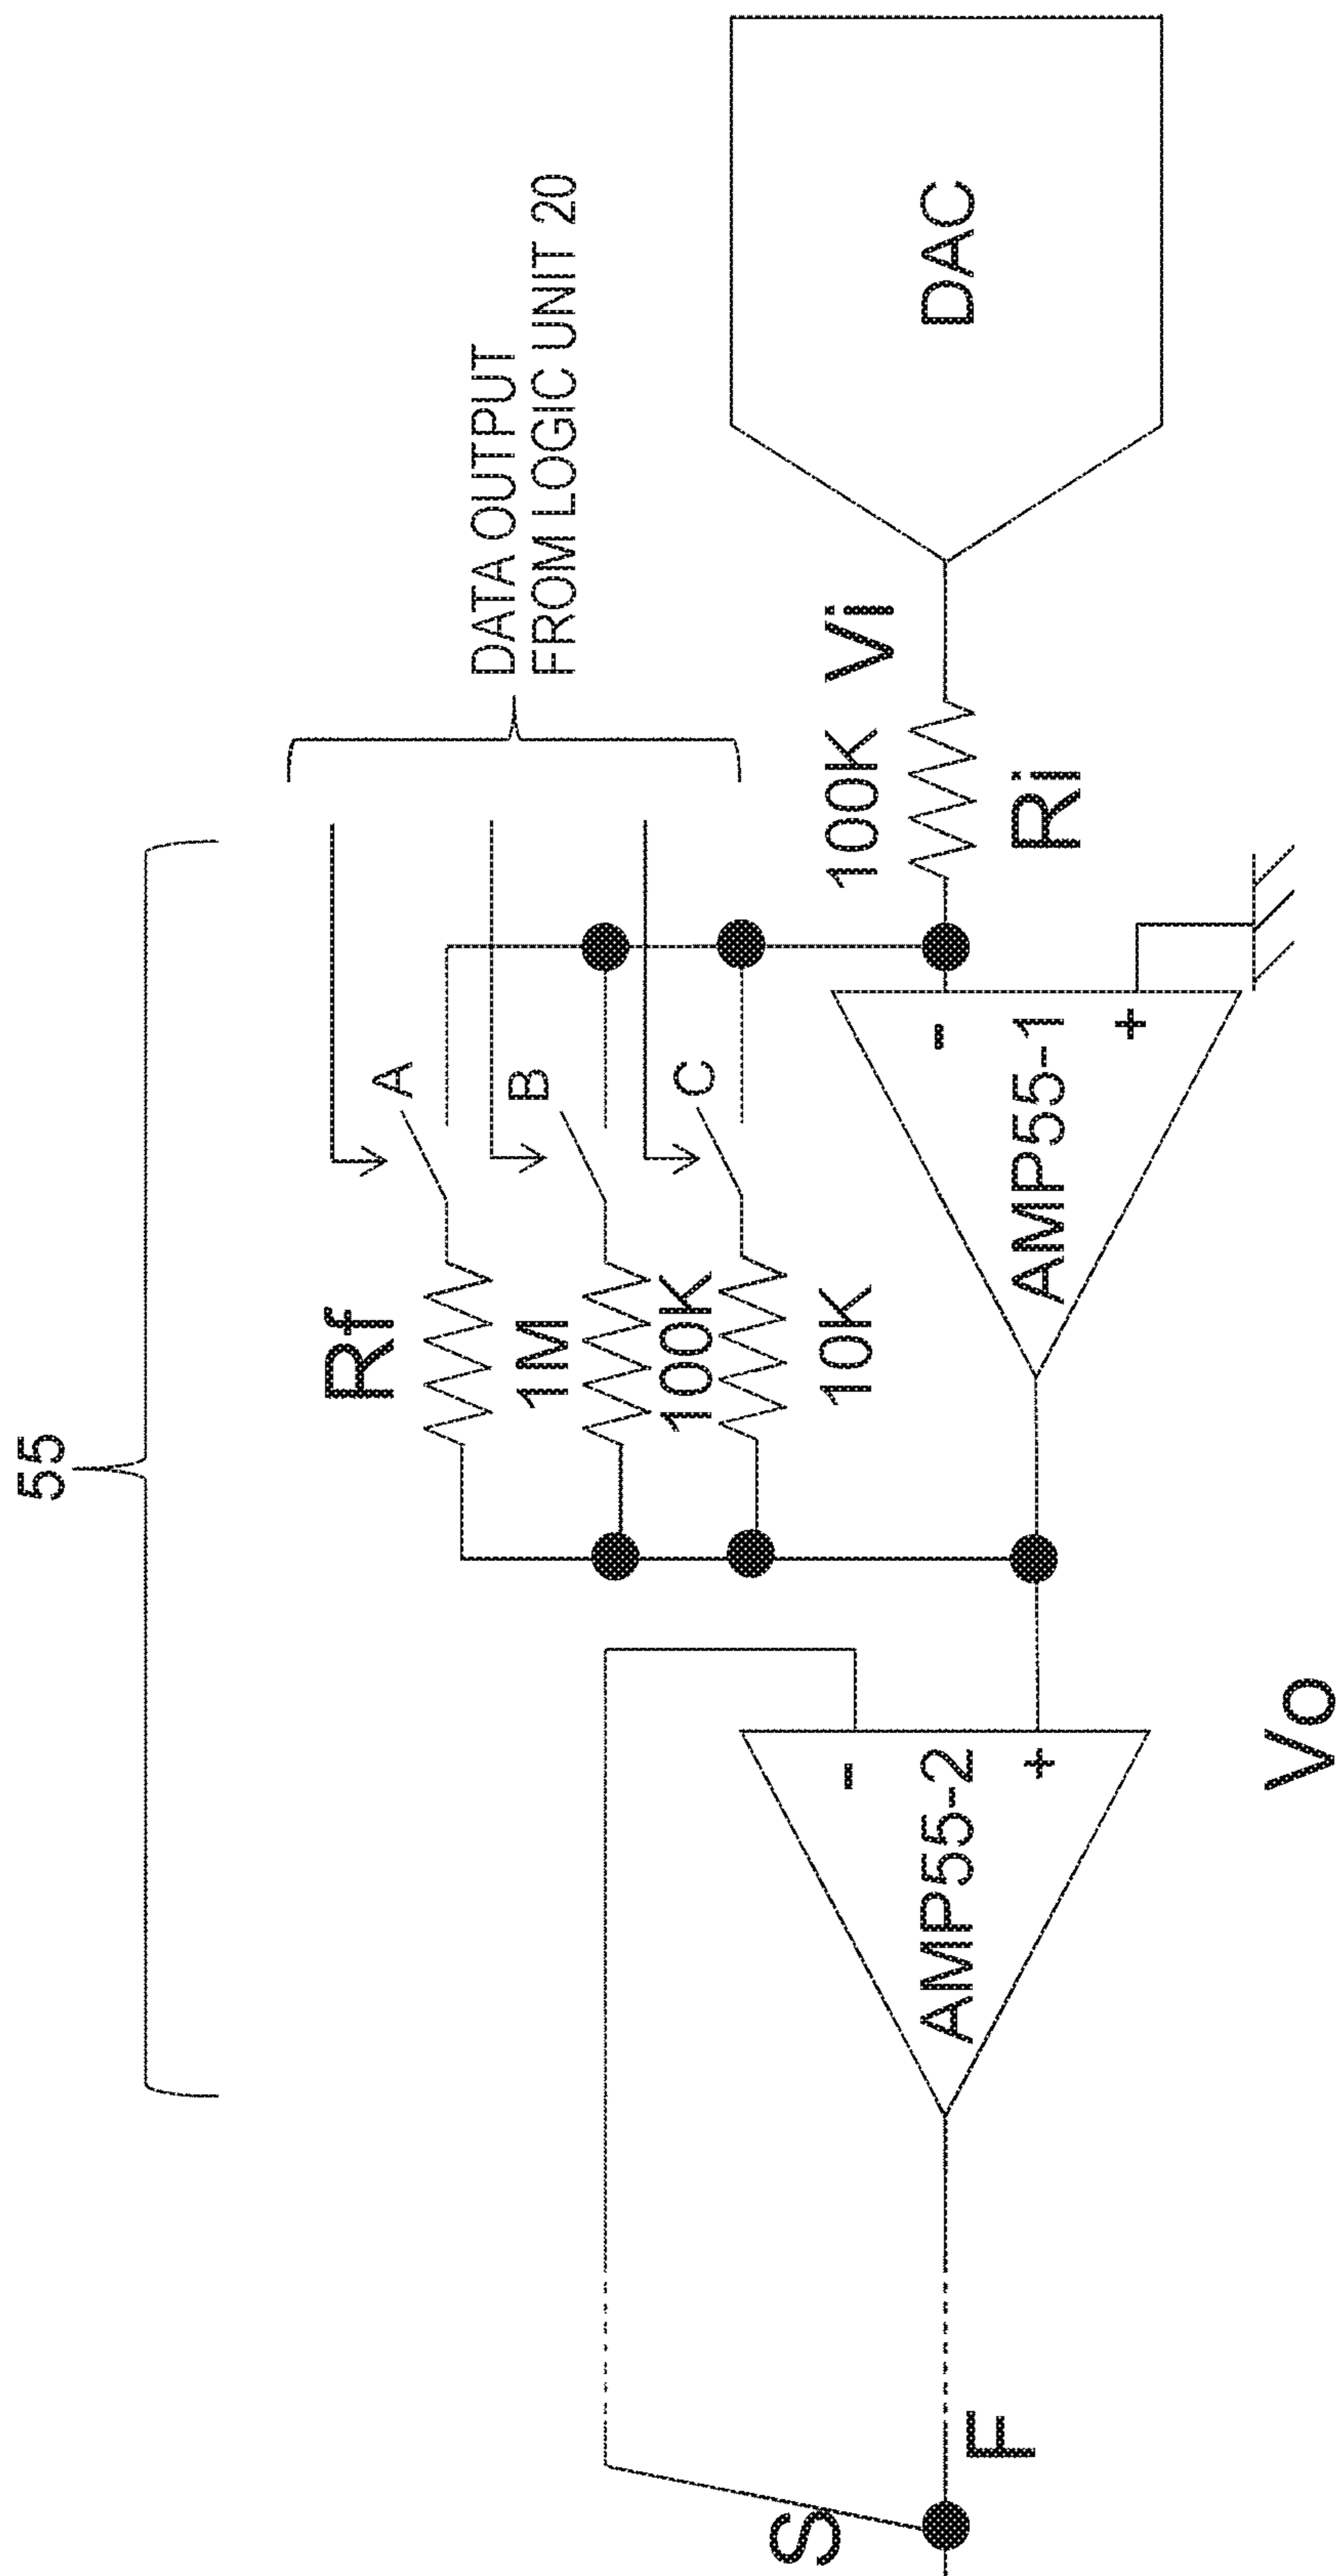 55
DATA OUTPUT
FROM LOGIC UNIT 20
Rf
A
1M
B
100K
C
10K
100K
Vi
Ri
DAC
-
AMP55-1
+
-
AMP55-2
+
Vo
S
F